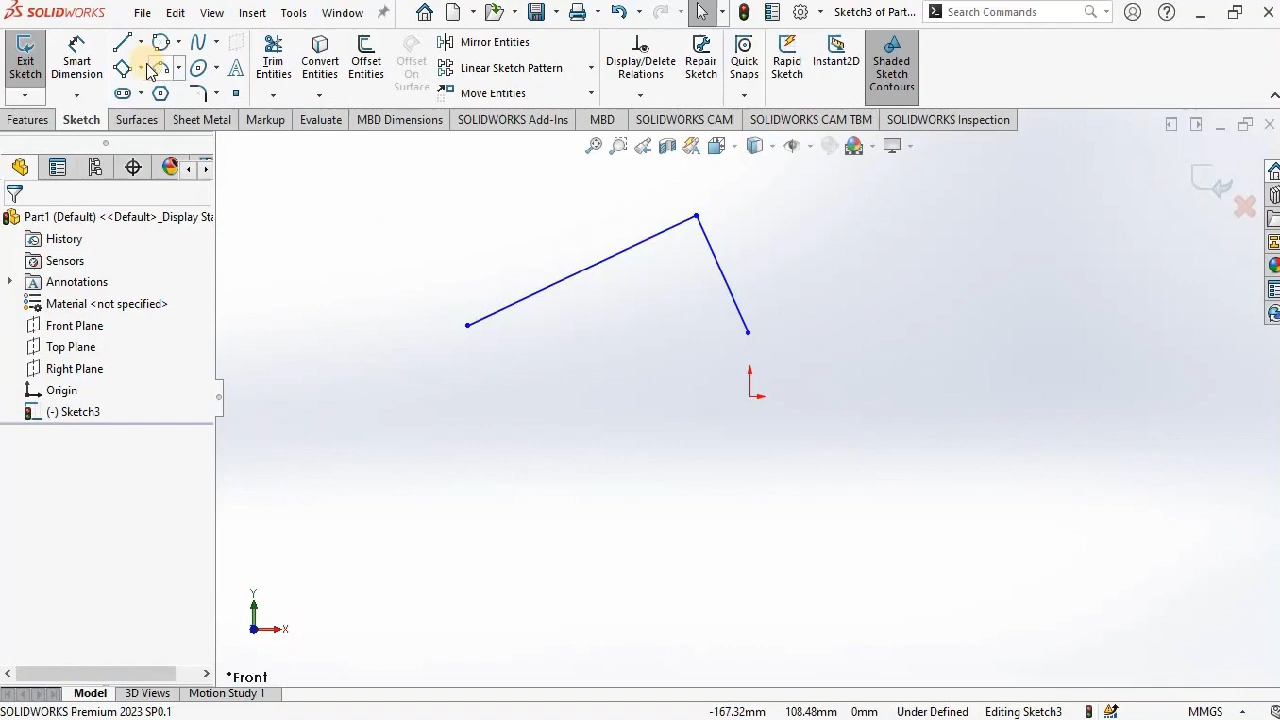 SOLIDWORKS File Edit View Insert Tools Window Sketch3 of Part... Search Commands
Exit Sketch
Smart Dimension
Trim Entities
Convert Entities
Offset Entities
Offset On Surface
Mirror Entities
Linear Sketch Pattern
Move Entities
Display/Delete Relations
Repair Sketch
Quick Snaps
Rapid Sketch
Instant2D
Shaded Sketch Contours
Features Sketch Surfaces Sheet Metal Markup Evaluate MBD Dimensions SOLIDWORKS Add-Ins MBD SOLIDWORKS CAM SOLIDWORKS CAM TBM SOLIDWORKS Inspection
Part1 (Default) <<Default>_Display Sta
History
Sensors
Annotations
Material <not specified>
Front Plane
Top Plane
Right Plane
Origin
(-) Sketch3
Y
X
*Front
Model 3D Views Motion Study 1
SOLIDWORKS Premium 2023 SP0.1 -167.32mm 108.48mm 0mm Under Defined Editing Sketch3 MMGS